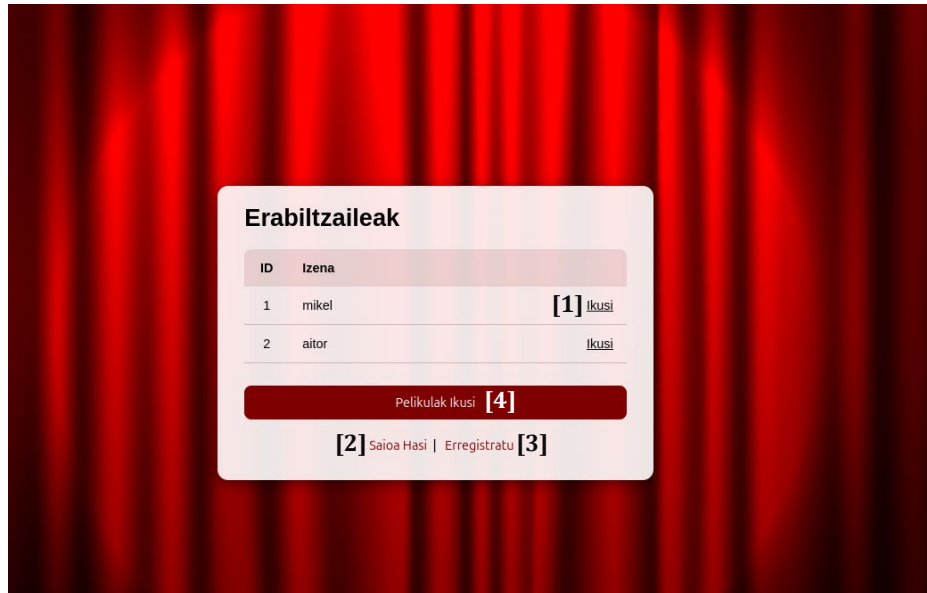 Erabiltzaileak
ID Izena
1 mikel [1] Ikusi
2 aitor Ikusi
Pelikulak Ikusi [4]
[2] Saioa Hasi | Erregistratu [3]